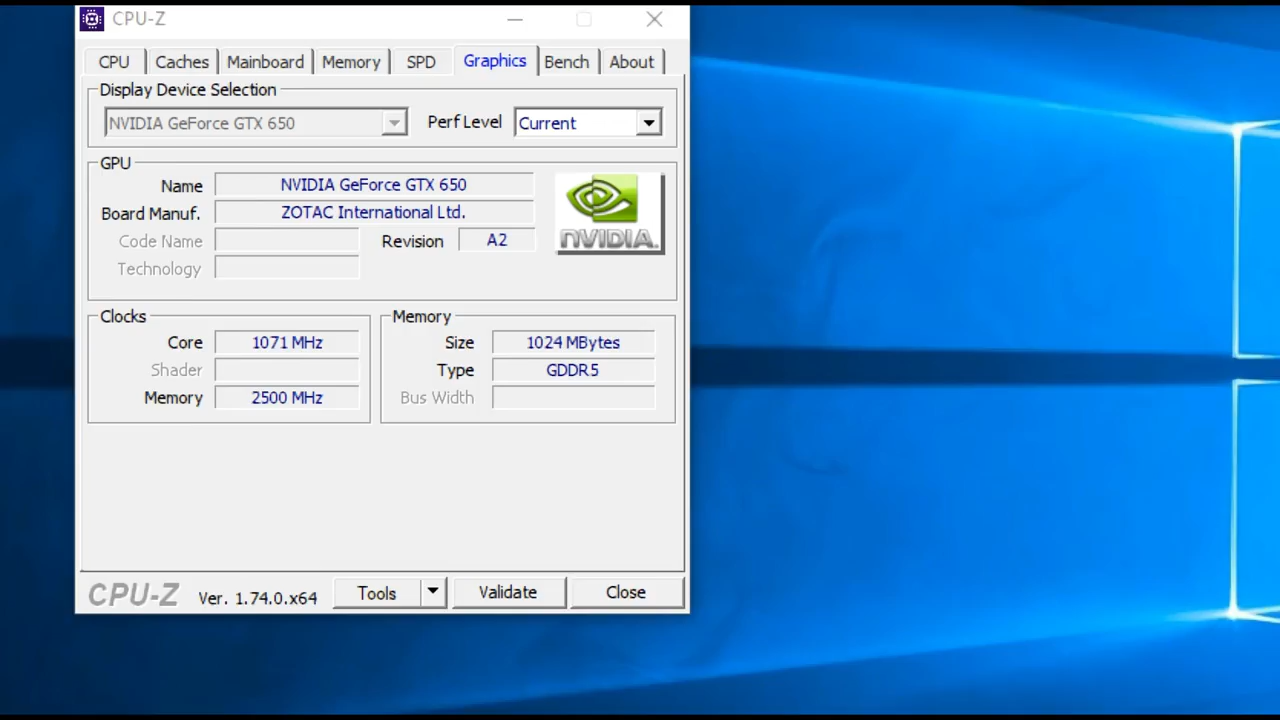 CPU-Z
CPU Caches Mainboard Memory SPD Graphics Bench About
Display Device Selection
NVIDIA GeForce GTX 650 Perf Level Current
GPU
Name NVIDIA GeForce GTX 650
Board Manuf. ZOTAC International Ltd.
Code Name Revision A2
Technology
NVIDIA.
Clocks
Core 1071 MHz
Shader
Memory 2500 MHz
Memory
Size 1024 MBytes
Type GDDR5
Bus Width
CPU-Z Ver. 1.74.0.x64 Tools Validate Close